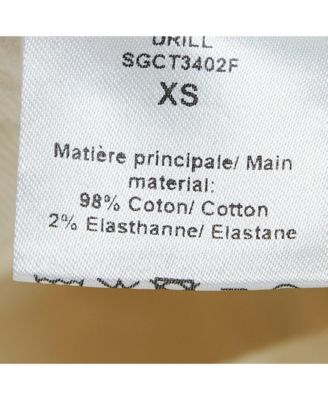 DRILL
SGCT3402F
XS
Matière principale/ Main
material:
98% Coton/ Cotton
2% Elasthanne/ Elastane